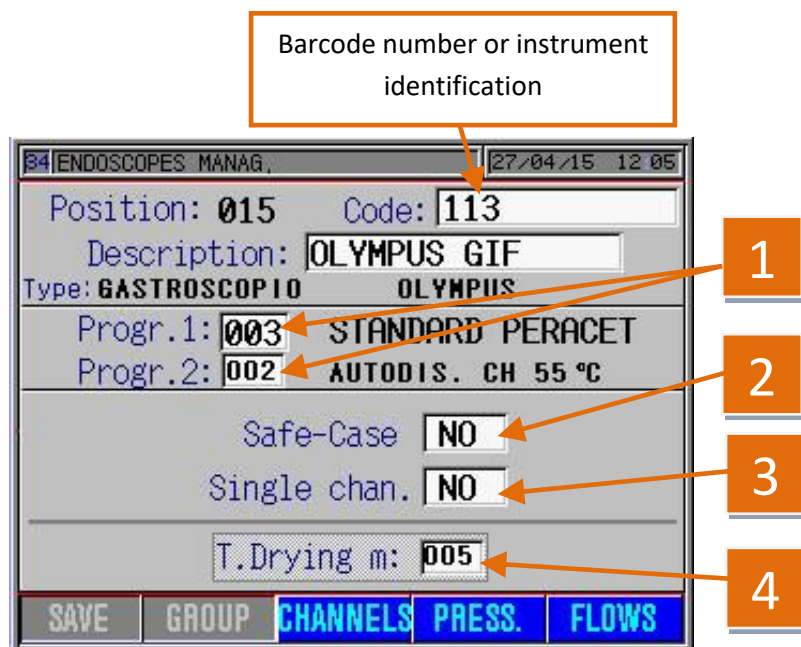 Barcode number or instrument
identification
B4 ENDOSCOPES MANAG, 27/04/15 12 05
Position: 015 Code: 113
Description: OLYMPUS GIF
Type: GASTROSCOPIO OLYMPUS
1
Progr.1: 003 STANDARD PERACET
Progr.2: 002 AUTODIS. CH 55 °C
2
Safe-Case NO
Single chan. NO
3
T.Drying m: 005
4
SAVE GROUP CHANNELS PRESS. FLOWS